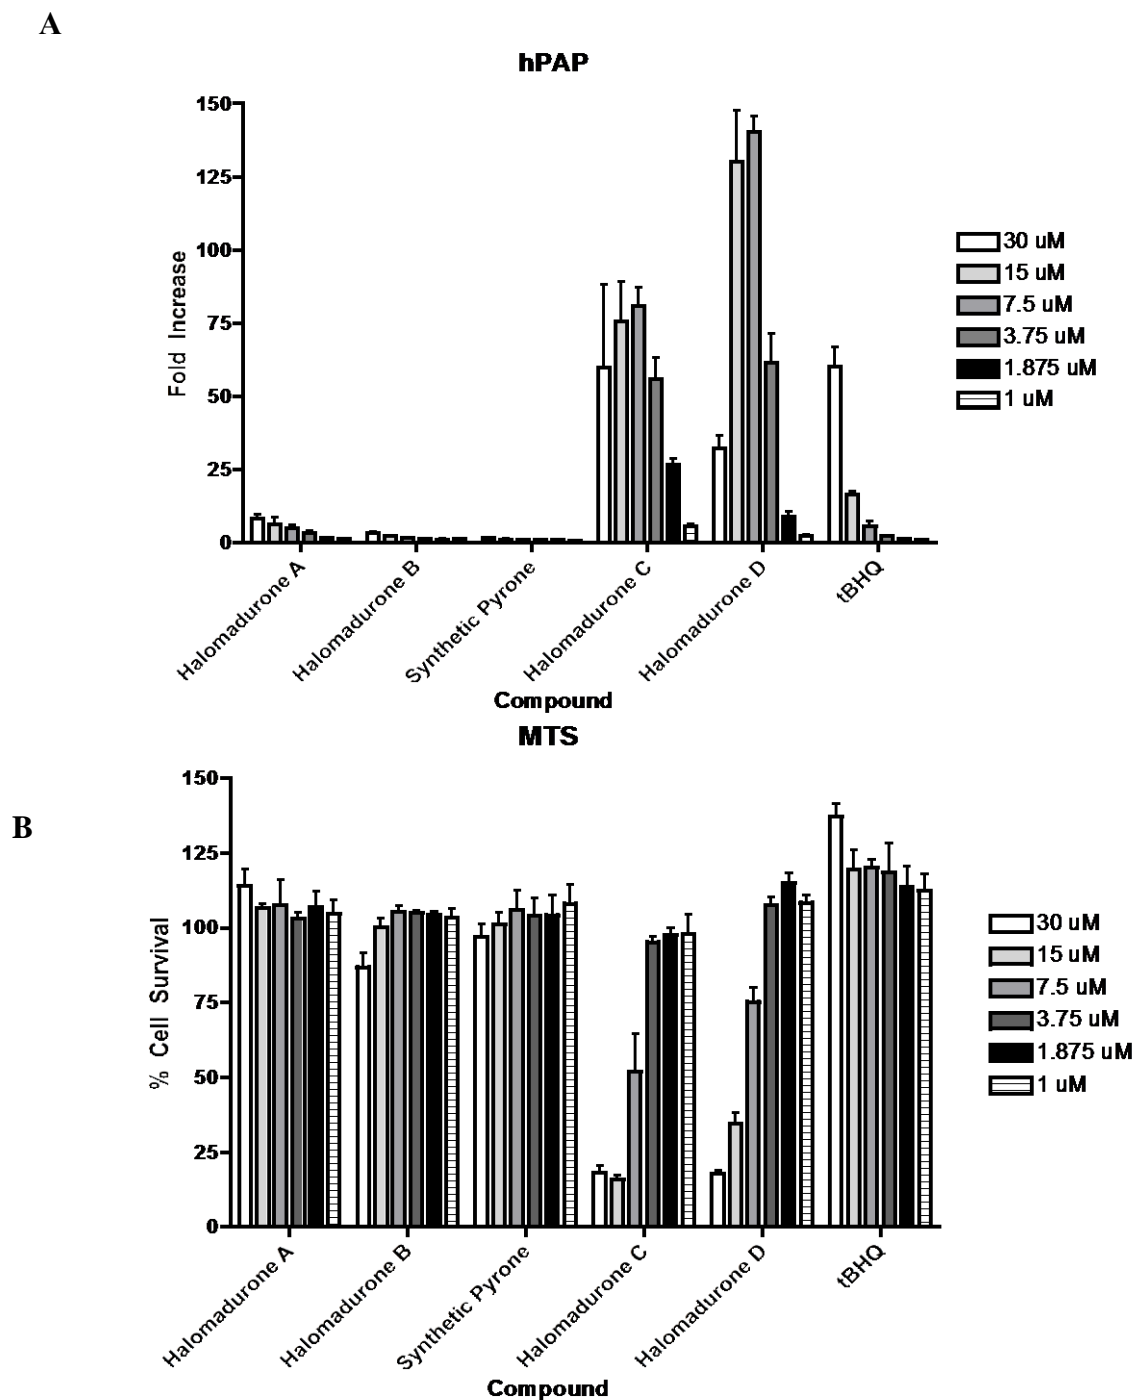 A
hPAP
150
125
100
75
50
25
0
Fold Increase
30 uM
15 uM
7.5 uM
3.75 uM
1.875 uM
1 uM
Halomadurone A
Halomadurone B
Synthetic Pyrone
Halomadurone C
Halomadurone D
tBHQ
Compound
MTS
B
150
125
100
75
50
25
0
% Cell Survival
30 uM
15 uM
7.5 uM
3.75 uM
1.875 uM
1 uM
Halomadurone A
Halomadurone B
Synthetic Pyrone
Halomadurone C
Halomadurone D
tBHQ
Compound